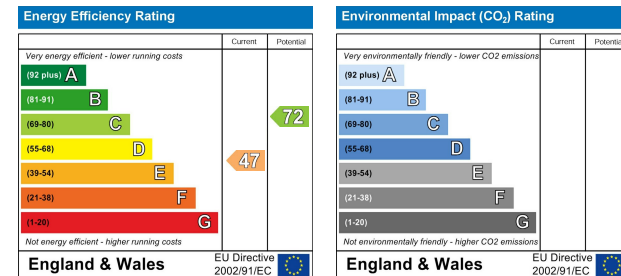 Energy Efficiency Rating
Current Potential
Very energy efficient - lower running costs
(92 plus) A
(81-91) B
(69-80) C
(55-68) D
(39-54) E
(21-38) F
(1-20) G
47
72
Not energy efficient - higher running costs
England & Wales
EU Directive
2002/91/EC
Environmental Impact (CO₂) Rating
Current Potentia
Very environmentally friendly - lower CO2 emissions
(92 plus) A
(81-91) B
(69-80) C
(55-68) D
(39-54) E
(21-38) F
(1-20) G
Not environmentally friendly - higher CO2 emissions
England & Wales
EU Directive
2002/91/EC